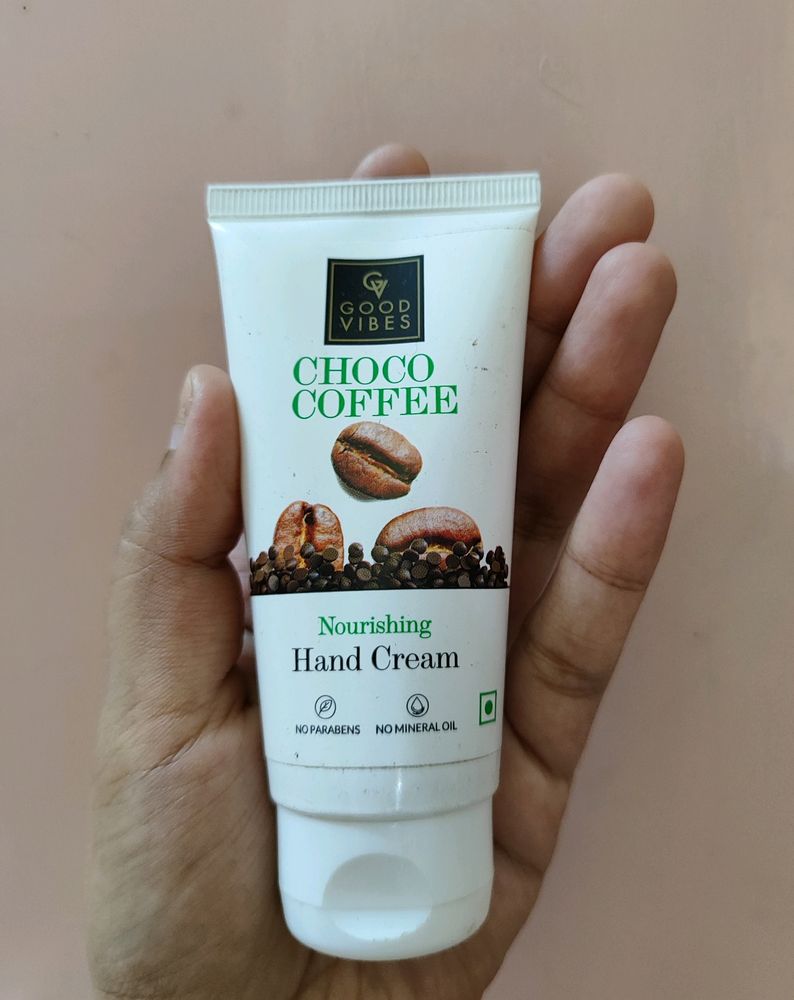 GV
GOOD
VIBES
CHOCO
COFFEE
Nourishing
Hand Cream
NO PARABENS
NO MINERAL OIL